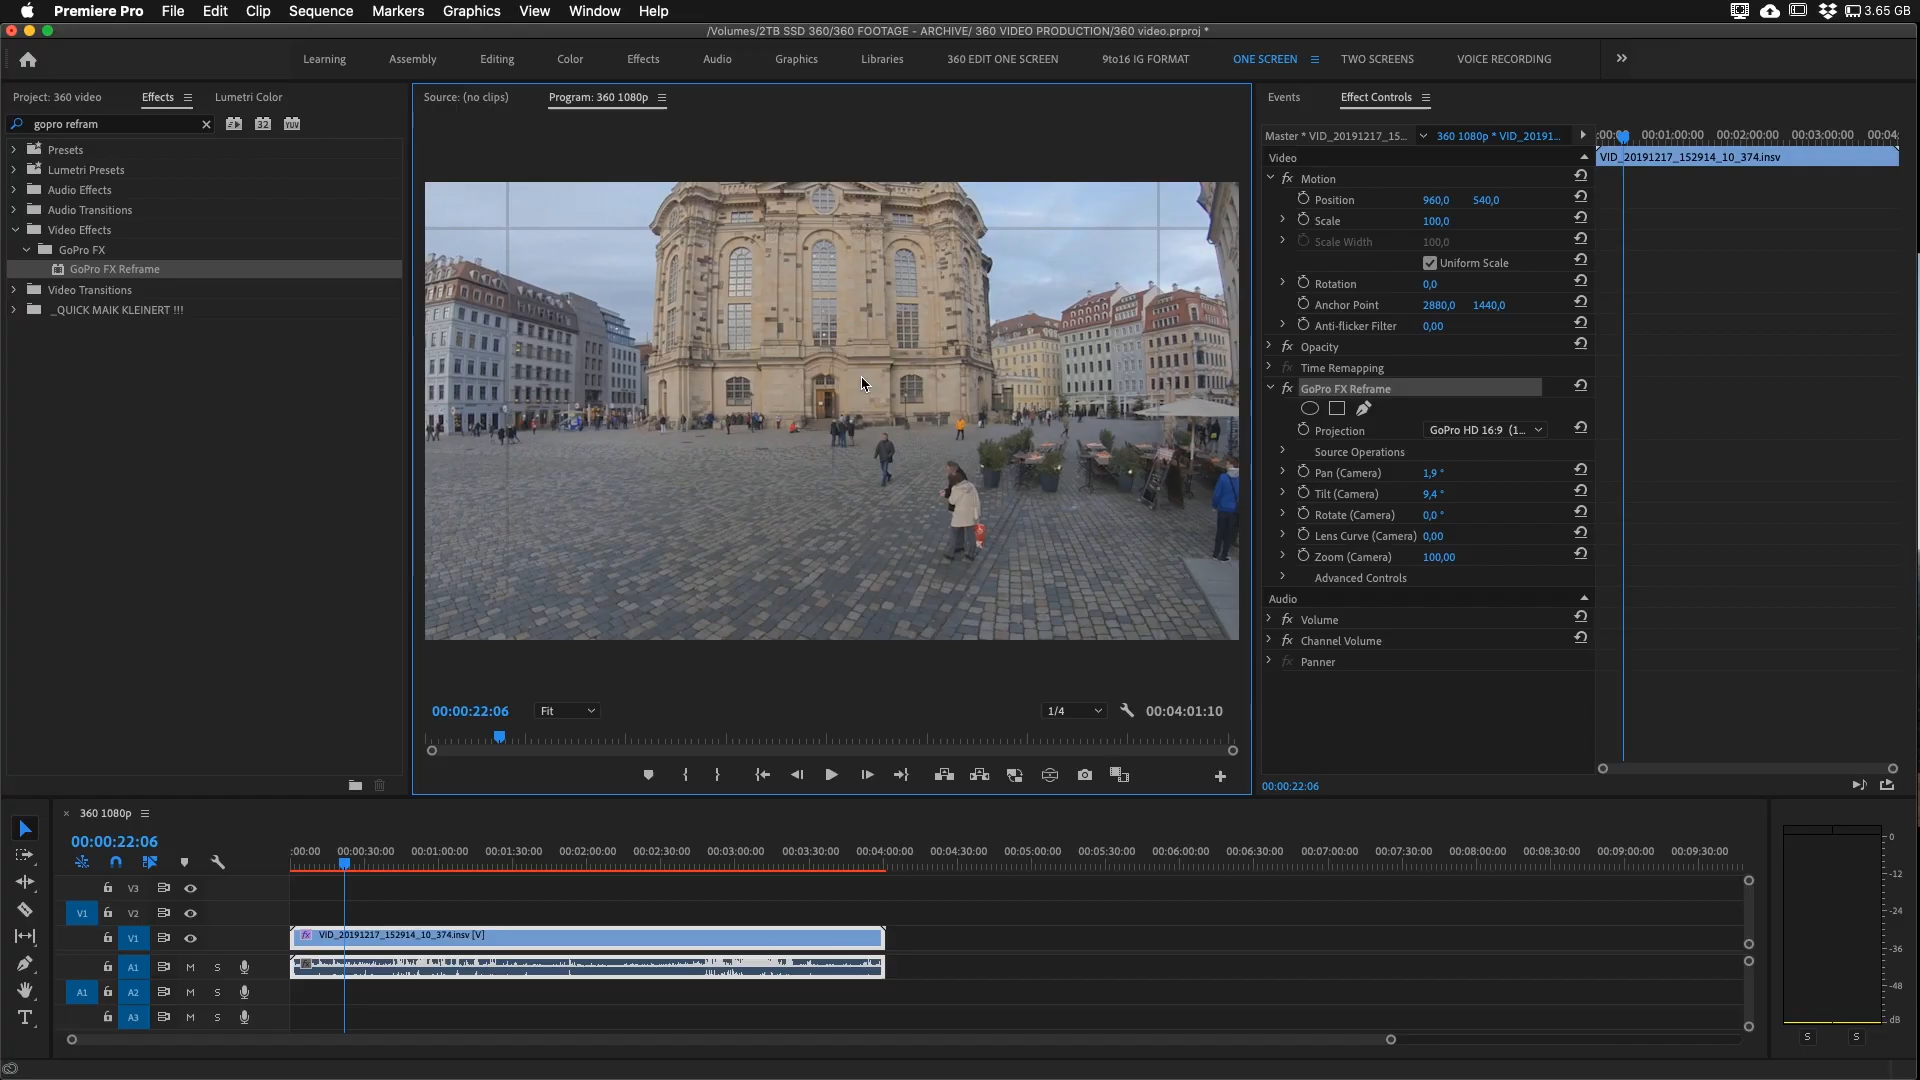 Premiere Pro File Edit Clip Sequence Markers Graphics View Window Help 3.65 GB
/Volumes/2TB SSD 360/360 FOOTAGE - ARCHIVE/ 360 VIDEO PRODUCTION/360 video.prproj *
Learning Assembly Editing Color Effects Audio Graphics Libraries 360 EDIT ONE SCREEN 9to16 IG FORMAT ONE SCREEN TWO SCREENS VOICE RECORDING
Project: 360 video Effects Lumetri Color
gopro refram 32 YUV
Presets
Lumetri Presets
Audio Effects
Audio Transitions
Video Effects
GoPro FX
GoPro FX Reframe
Video Transitions
_QUICK MAIK KLEINERT !!!
Source: (no clips) Program: 360 1080p
00:00:22:06 Fit 1/4 00:04:01:10
Events Effect Controls
Master * VID_20191217_15... 360 1080p * VID_20191... 00:01:00:00 00:02:00:00 00:03:00:00 00:04:
Video VID_20191217_152914_10_374.insv
fx Motion
Position 960,0 540,0
Scale 100,0
Scale Width 100,0
Uniform Scale
Rotation 0,0
Anchor Point 2880,0 1440,0
Anti-flicker Filter 0,00
fx Opacity
fx Time Remapping
fx GoPro FX Reframe
Projection GoPro HD 16:9 (1...
Source Operations
Pan (Camera) 1,9 °
Tilt (Camera) 9,4 °
Rotate (Camera) 0,0 °
Lens Curve (Camera) 0,00
Zoom (Camera) 100,00
Advanced Controls
Audio
fx Volume
fx Channel Volume
fx Panner
00:00:22:06
× 360 1080p
00:00:22:06
:00:00 00:00:30:00 00:01:00:00 00:01:30:00 00:02:00:00 00:02:30:00 00:03:00:00 00:03:30:00 00:04:00:00 00:04:30:00 00:05:00:00 00:05:30:00 00:06:00:00 00:06:30:00 00:07:00:00 00:07:30:00 00:08:00:00 00:08:30:00 00:09:00:00 00:09:30:00
V3
V1 V2
V1 fx VID_20191217_152914_10_374.insv [V]
A1 M S
A1 A2 M S
A3 M S
0
-12
-24
-36
-48
dB
S S